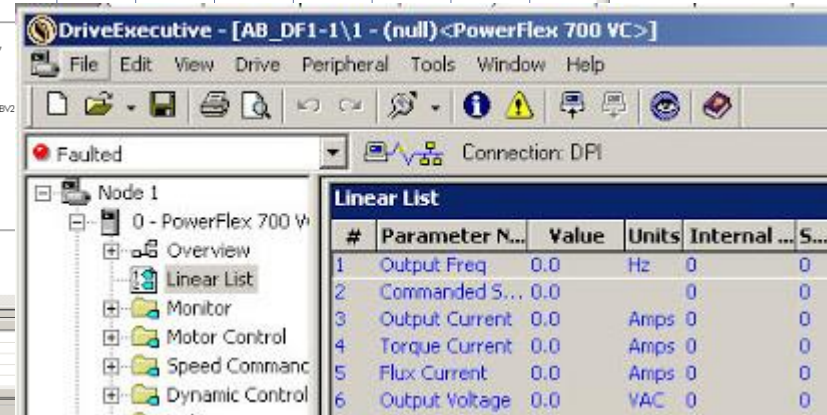 DriveExecutive - [AB_DF1-1\1 - (null)<PowerFlex 700 VC>]
File Edit View Drive Peripheral Tools Window Help
Faulted
Connection: DPI
Node 1
0 - PowerFlex 700 V
Overview
Linear List
Monitor
Motor Control
Speed Command
Dynamic Control
Linear List
# Parameter N... Value Units Internal ... S...
1 Output Freq 0.0 Hz 0 0
2 Commanded S... 0.0 0 0
3 Output Current 0.0 Amps 0 0
4 Torque Current 0.0 Amps 0 0
5 Flux Current 0.0 Amps 0 0
6 Output Voltage 0.0 VAC 0 0